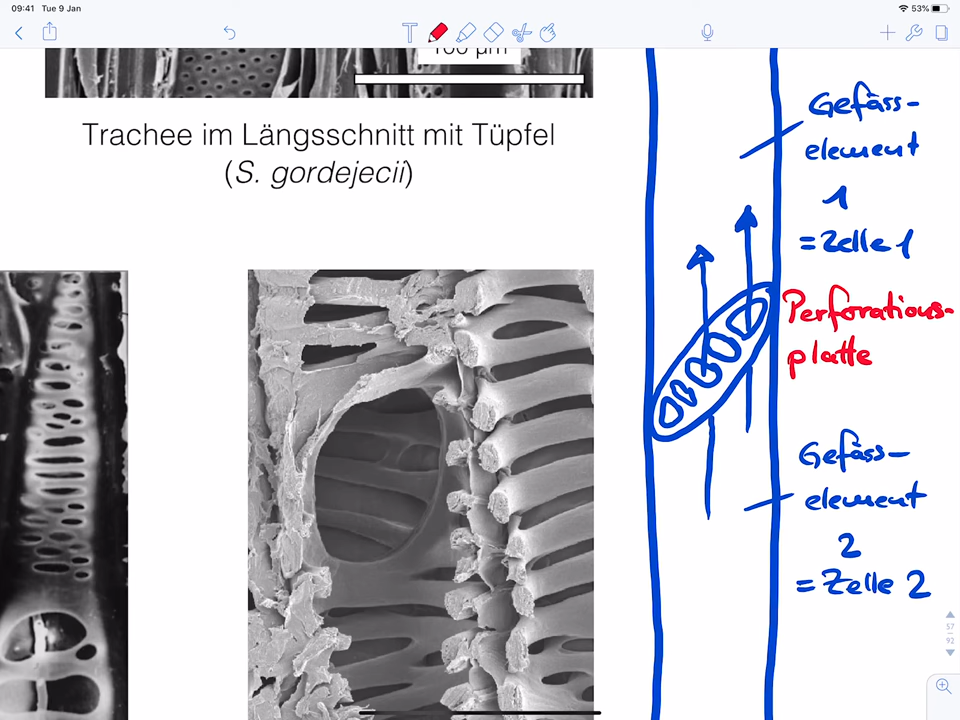 09:41 Tue 9 Jan
53%
T
100 µm
Trachee im Längsschnitt mit Tüpfel
(S. gordejecii)
Gefäss-
element
1
= Zelle 1
Perforations-
platte
Gefäss-
element
2
= Zelle 2
57
92